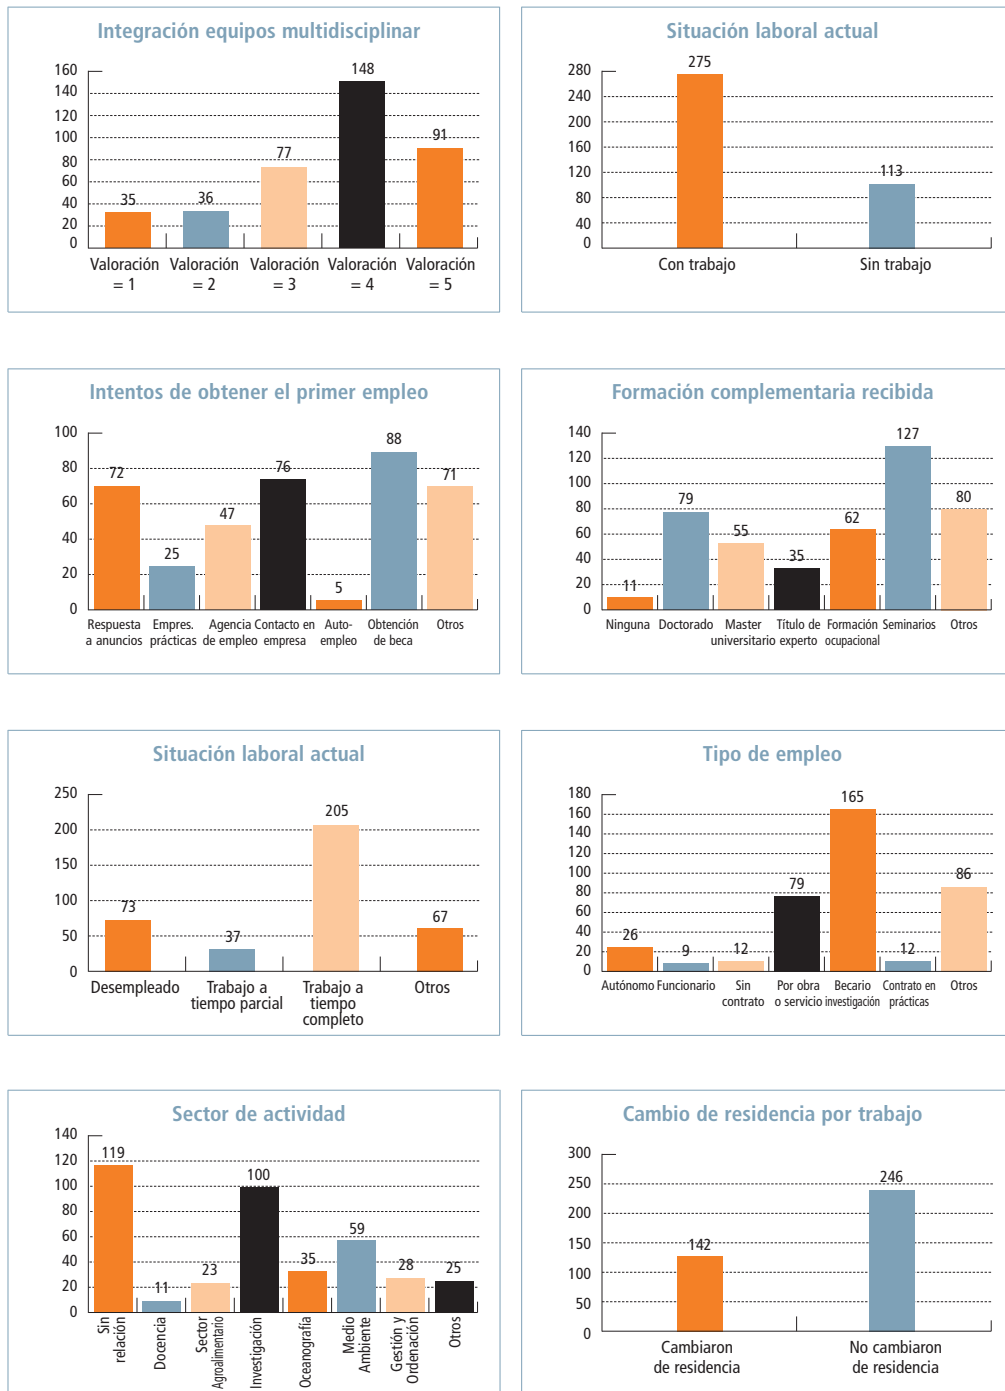 Integración equipos multidisciplinar
160
140
120
100
80
60
40
20
0
35
36
77
148
91
Valoración = 1
Valoración = 2
Valoración = 3
Valoración = 4
Valoración = 5
Situación laboral actual
280
240
200
160
120
80
40
0
275
113
Con trabajo
Sin trabajo
Intentos de obtener el primer empleo
100
80
60
40
20
0
72
25
47
76
5
88
71
Respuesta a anuncios
Empres. prácticas
Agencia de empleo
Contacto en empresa
Auto-empleo
Obtención de beca
Otros
Formación complementaria recibida
140
120
100
80
60
40
20
0
11
79
55
35
62
127
80
Ninguna
Doctorado
Master universitario
Título de experto
Formación ocupacional
Seminarios
Otros
Situación laboral actual
250
200
150
100
50
0
73
37
205
67
Desempleado
Trabajo a tiempo parcial
Trabajo a tiempo completo
Otros
Tipo de empleo
180
160
140
120
100
80
60
40
20
0
26
9
12
79
165
12
86
Autónomo
Funcionario
Sin contrato
Por obra o servicio
Becario investigación
Contrato en prácticas
Otros
Sector de actividad
140
120
100
80
60
40
20
0
119
11
23
100
35
59
28
25
Sin relación
Docencia
Sector Agroalimentario
Investigación
Oceanografía
Medio Ambiente
Gestión y Ordenación
Otros
Cambio de residencia por trabajo
300
250
200
150
100
50
0
142
246
Cambiaron de residencia
No cambiaron de residencia